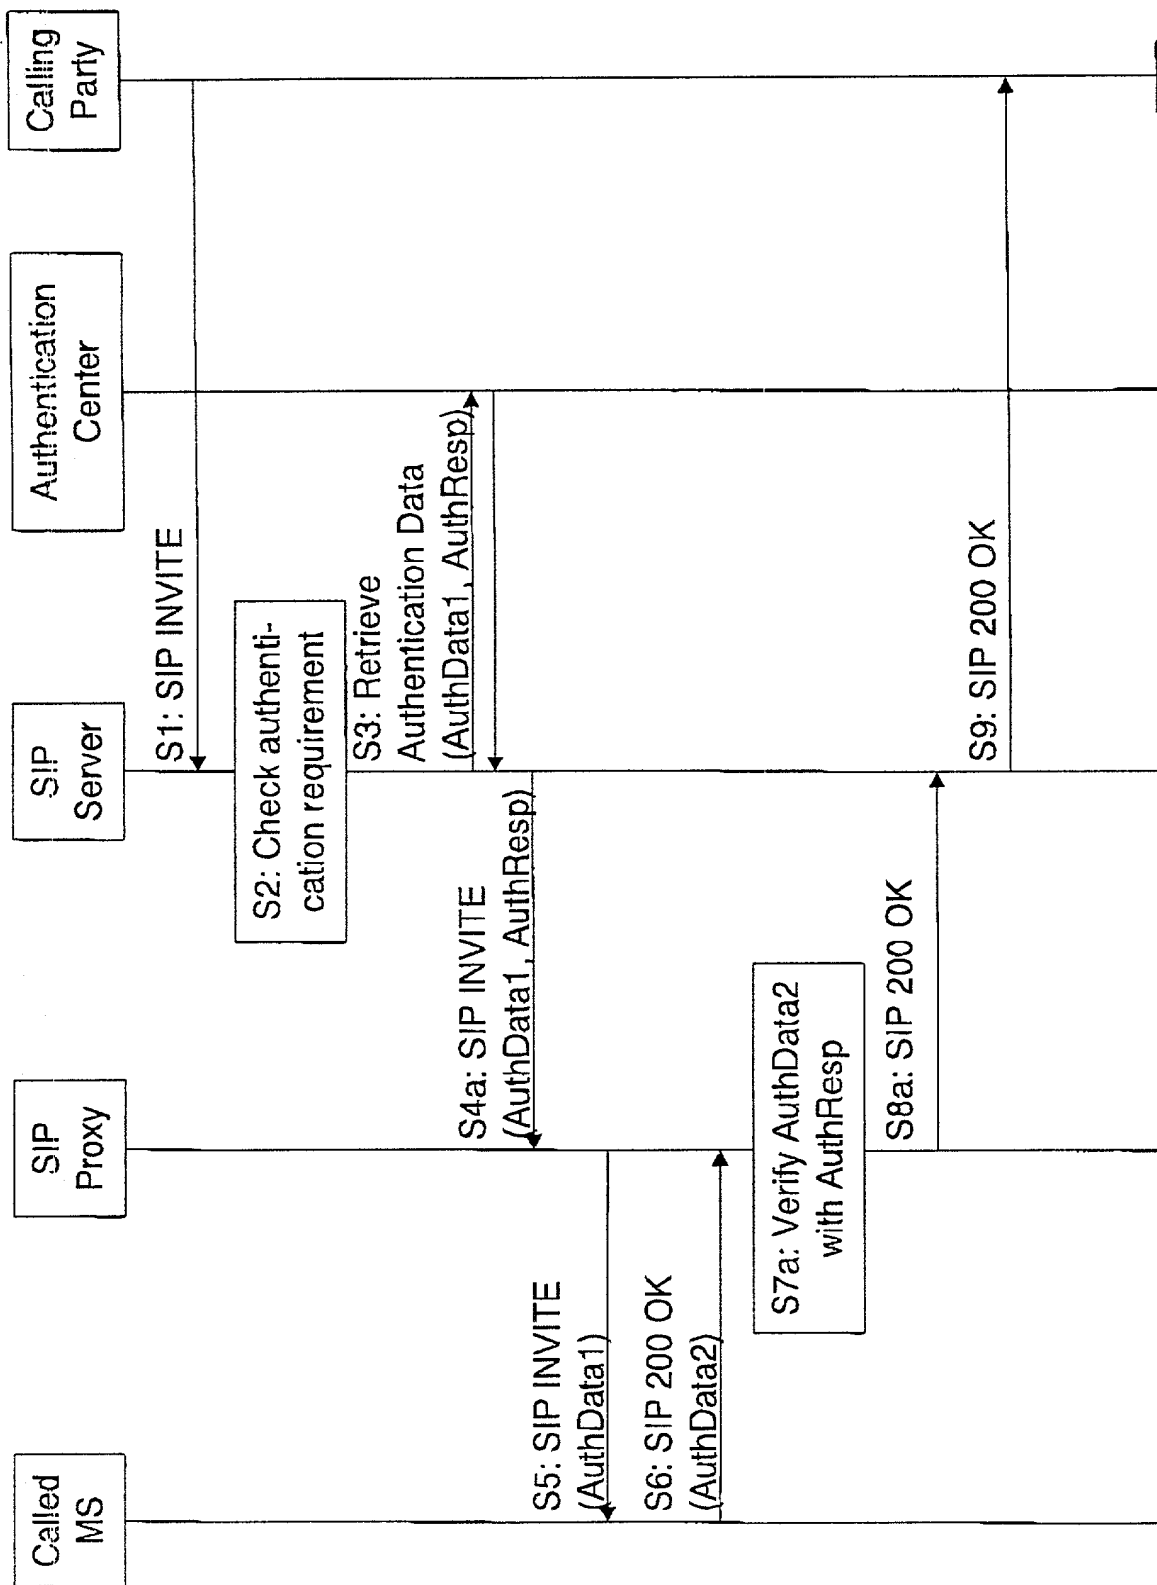 Called
MS
SIP
Proxy
SIP
Server
Authentication
Center
Calling
Party
S1: SIP INVITE
S2: Check authenti-
cation requirement
S3: Retrieve
Authentication Data
(AuthData1, AuthResp)
S4a: SIP INVITE
(AuthData1, AuthResp)
S5: SIP INVITE
(AuthData1)
S6: SIP 200 OK
(AuthData2)
S7a: Verify AuthData2
with AuthResp
S8a: SIP 200 OK
S9: SIP 200 OK